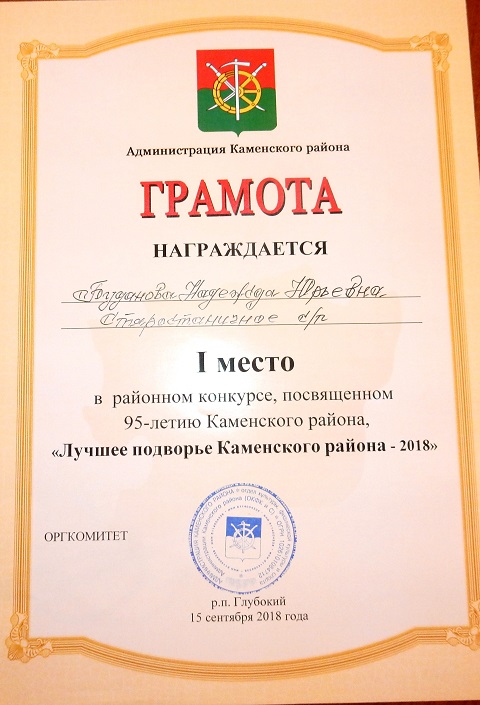 Администрация Каменского района
ГРАМОТА
НАГРАЖДАЕТСЯ
Надежда Юрьевна
Старостаничное с/п
I место
в районном конкурсе, посвященном
95-летию Каменского района,
«Лучшее подворье Каменского района - 2018»
ОРГКОМИТЕТ
р.п. Глубокий
15 сентября 2018 года